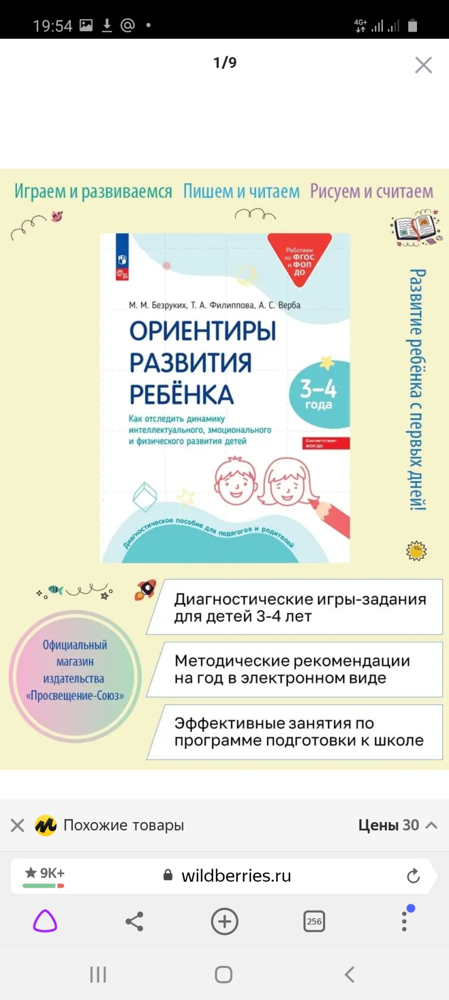 19:54
4G+
1/9
Играем и развиваемся Пишем и читаем Рисуем и считаем
Работаем
по ФГОС
и ФОП
ДО
М. М. Безруких, Т. А. Филиппова, А. С. Верба
ОРИЕНТИРЫ
РАЗВИТИЯ
РЕБЁНКА
3–4
года
Как отследить динамику
интеллектуального, эмоционального
и физического развития детей
Соответствует
ФОП ДО
Диагностическое пособие для педагогов и родителей
Развитие ребёнка с первых дней!
Диагностические игры-задания
для детей 3-4 лет
Официальный
магазин
издательства
«Просвещение-Союз»
Методические рекомендации
на год в электронном виде
Эффективные занятия по
программе подготовки к школе
Похожие товары
Цены 30
9K+
wildberries.ru
256